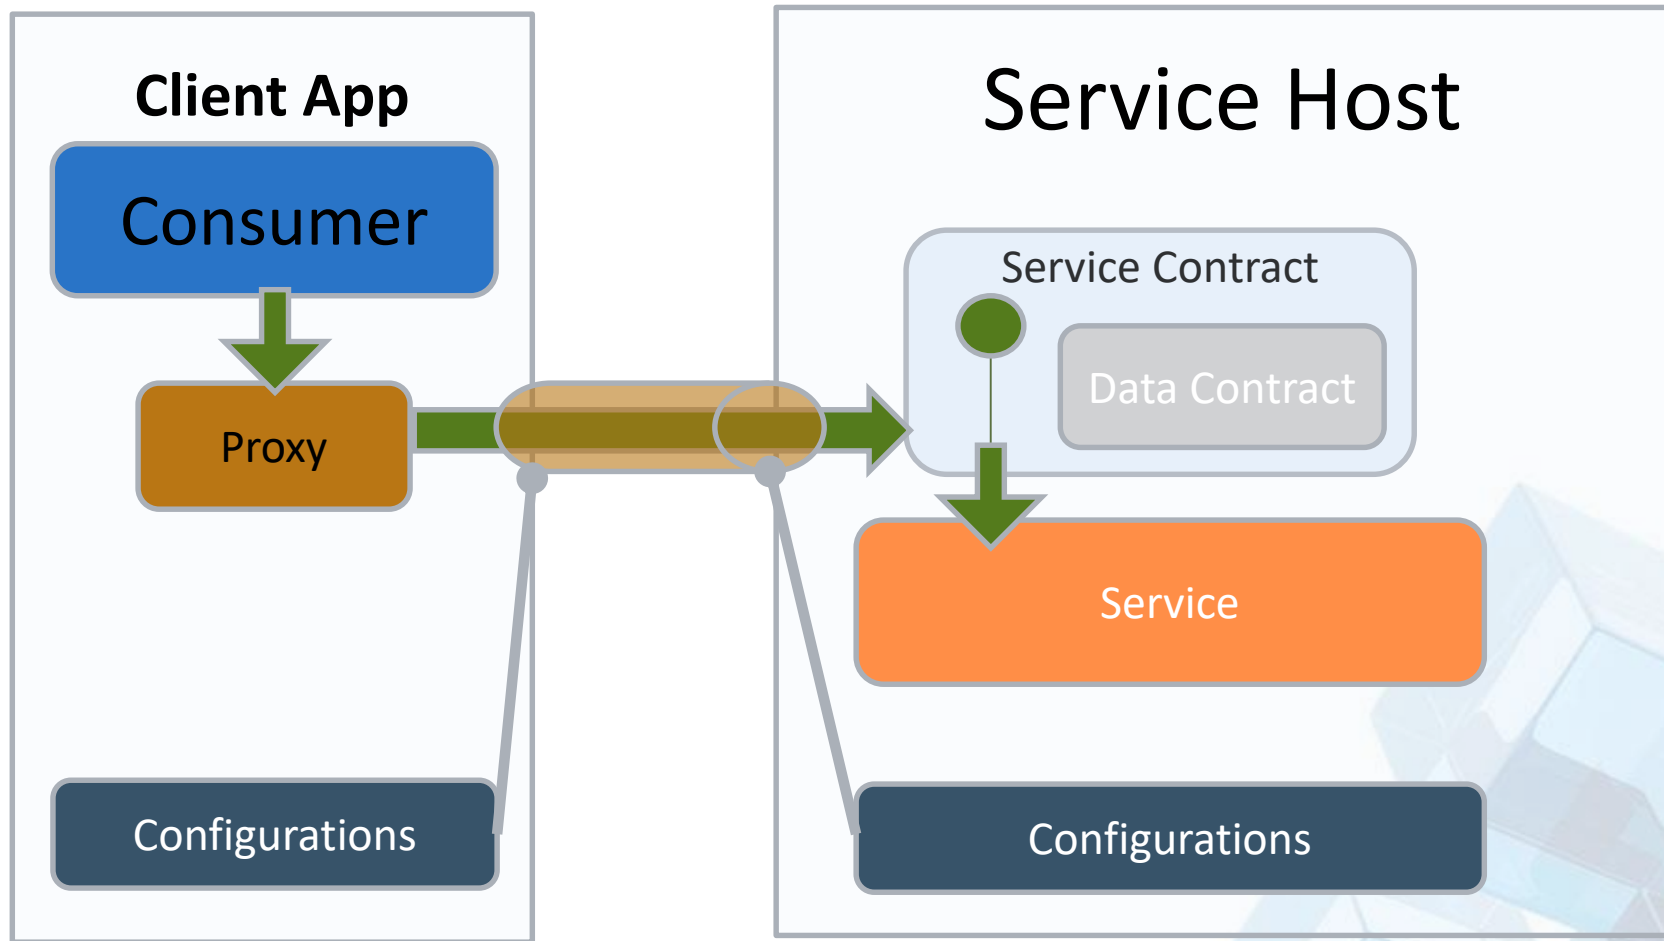 Client App
Consumer
Proxy
Configurations
Service Host
Service Contract
Data Contract
Service
Configurations